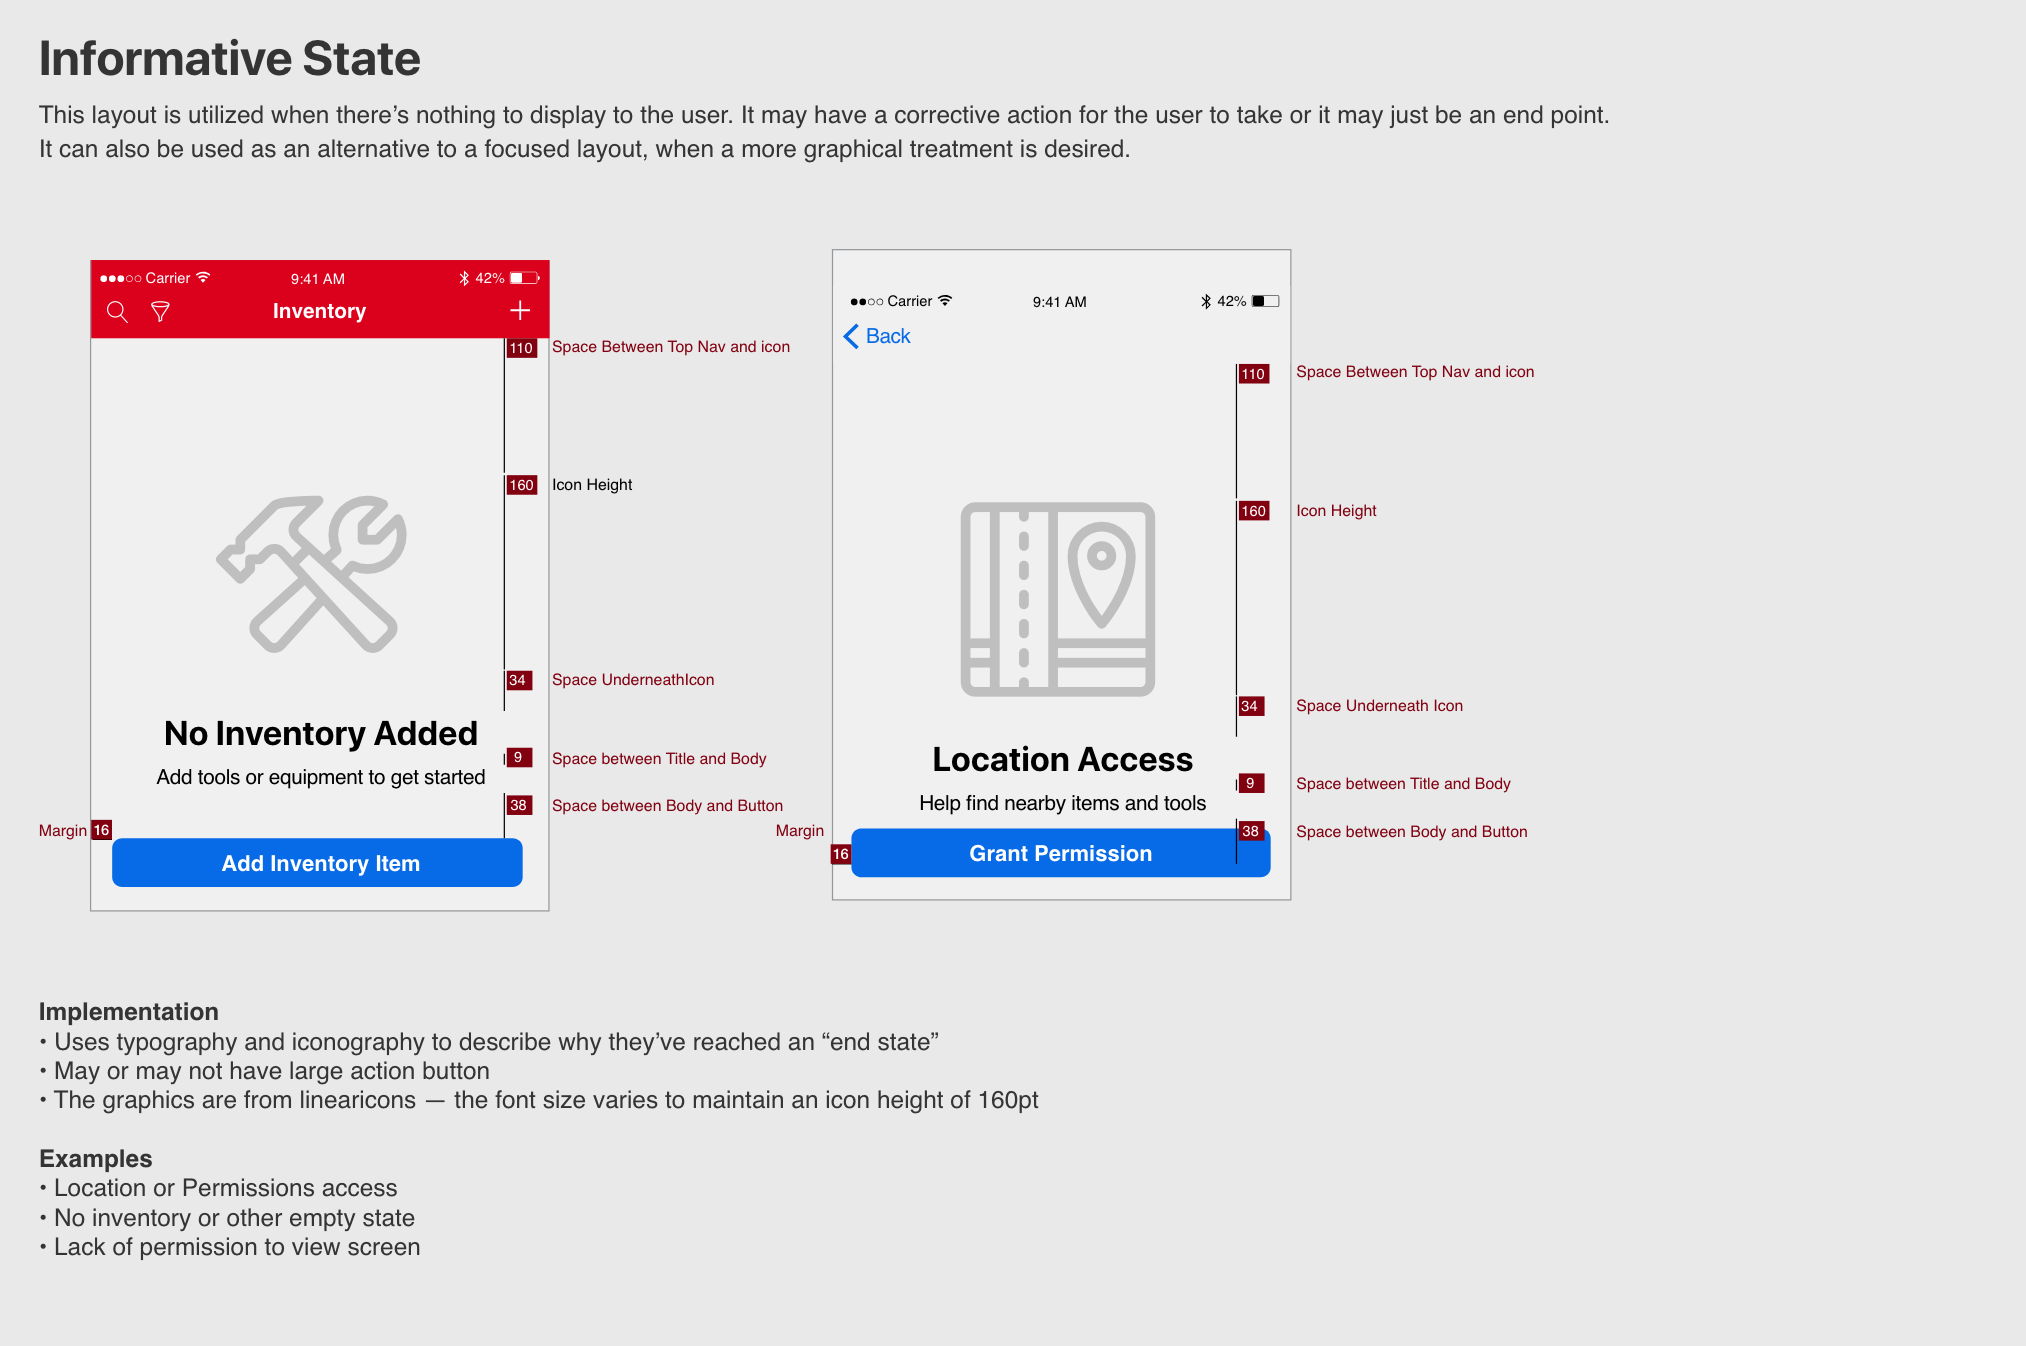 Informative State
This layout is utilized when there’s nothing to display to the user. It may have a corrective action for the user to take or it may just be an end point.
It can also be used as an alternative to a focused layout, when a more graphical treatment is desired.
Carrier 9:41 AM 42%
Inventory
110 Space Between Top Nav and icon
160 Icon Height
34 Space UnderneathIcon
No Inventory Added
9 Space between Title and Body
Add tools or equipment to get started
38 Space between Body and Button
Margin 16
Add Inventory Item
Carrier 9:41 AM 42%
Back
110 Space Between Top Nav and icon
160 Icon Height
34 Space Underneath Icon
Location Access
9 Space between Title and Body
Help find nearby items and tools
38 Space between Body and Button
Margin
16
Grant Permission
Implementation
• Uses typography and iconography to describe why they’ve reached an “end state”
• May or may not have large action button
• The graphics are from linearicons — the font size varies to maintain an icon height of 160pt
Examples
• Location or Permissions access
• No inventory or other empty state
• Lack of permission to view screen